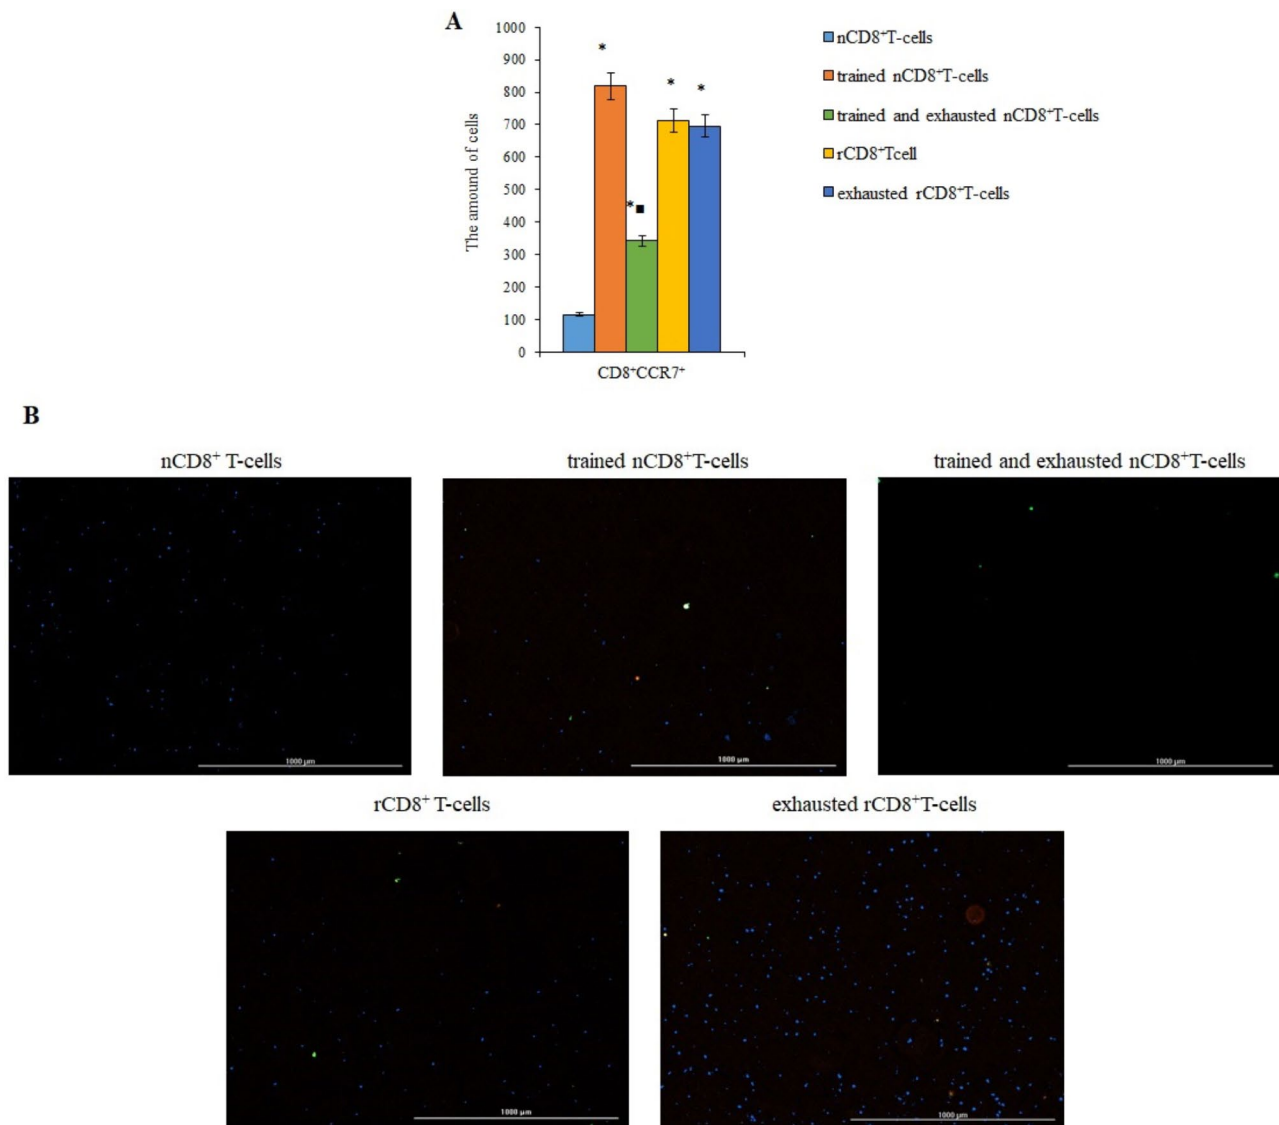 A
1000
900
800
700
600
500
400
300
200
100
0
The amound of cells
*
*■
*
*
CD8⁺CCR7⁺
nCD8⁺T-cells
trained nCD8⁺T-cells
trained and exhausted nCD8⁺T-cells
rCD8⁺Tcell
exhausted rCD8⁺T-cells
B
nCD8⁺ T-cells
trained nCD8⁺T-cells
trained and exhausted nCD8⁺T-cells
1000 µm
1000 µm
1000 µm
rCD8⁺ T-cells
exhausted rCD8⁺T-cells
1000 µm
1000 µm